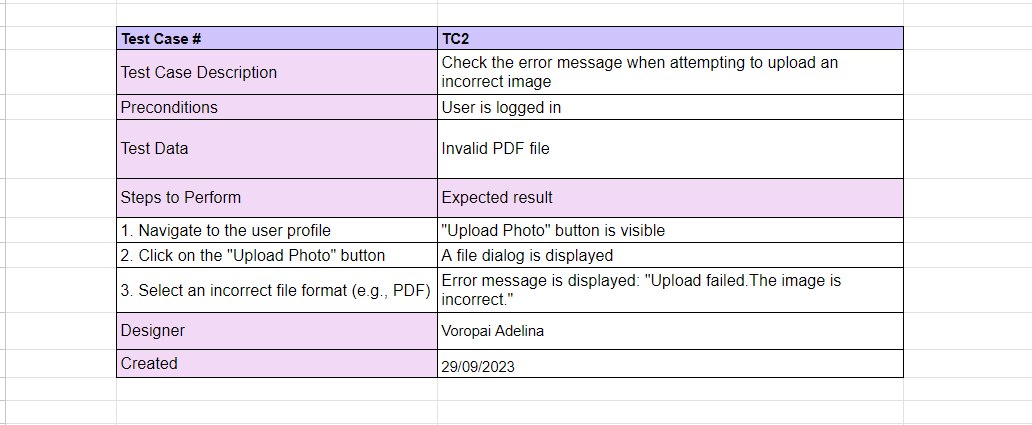 Test Case # TC2
Test Case Description Check the error message when attempting to upload an
incorrect image
Preconditions User is logged in
Test Data Invalid PDF file
Steps to Perform Expected result
1. Navigate to the user profile "Upload Photo" button is visible
2. Click on the "Upload Photo" button A file dialog is displayed
3. Select an incorrect file format (e.g., PDF) Error message is displayed: "Upload failed.The image is
incorrect."
Designer Voropai Adelina
Created 29/09/2023